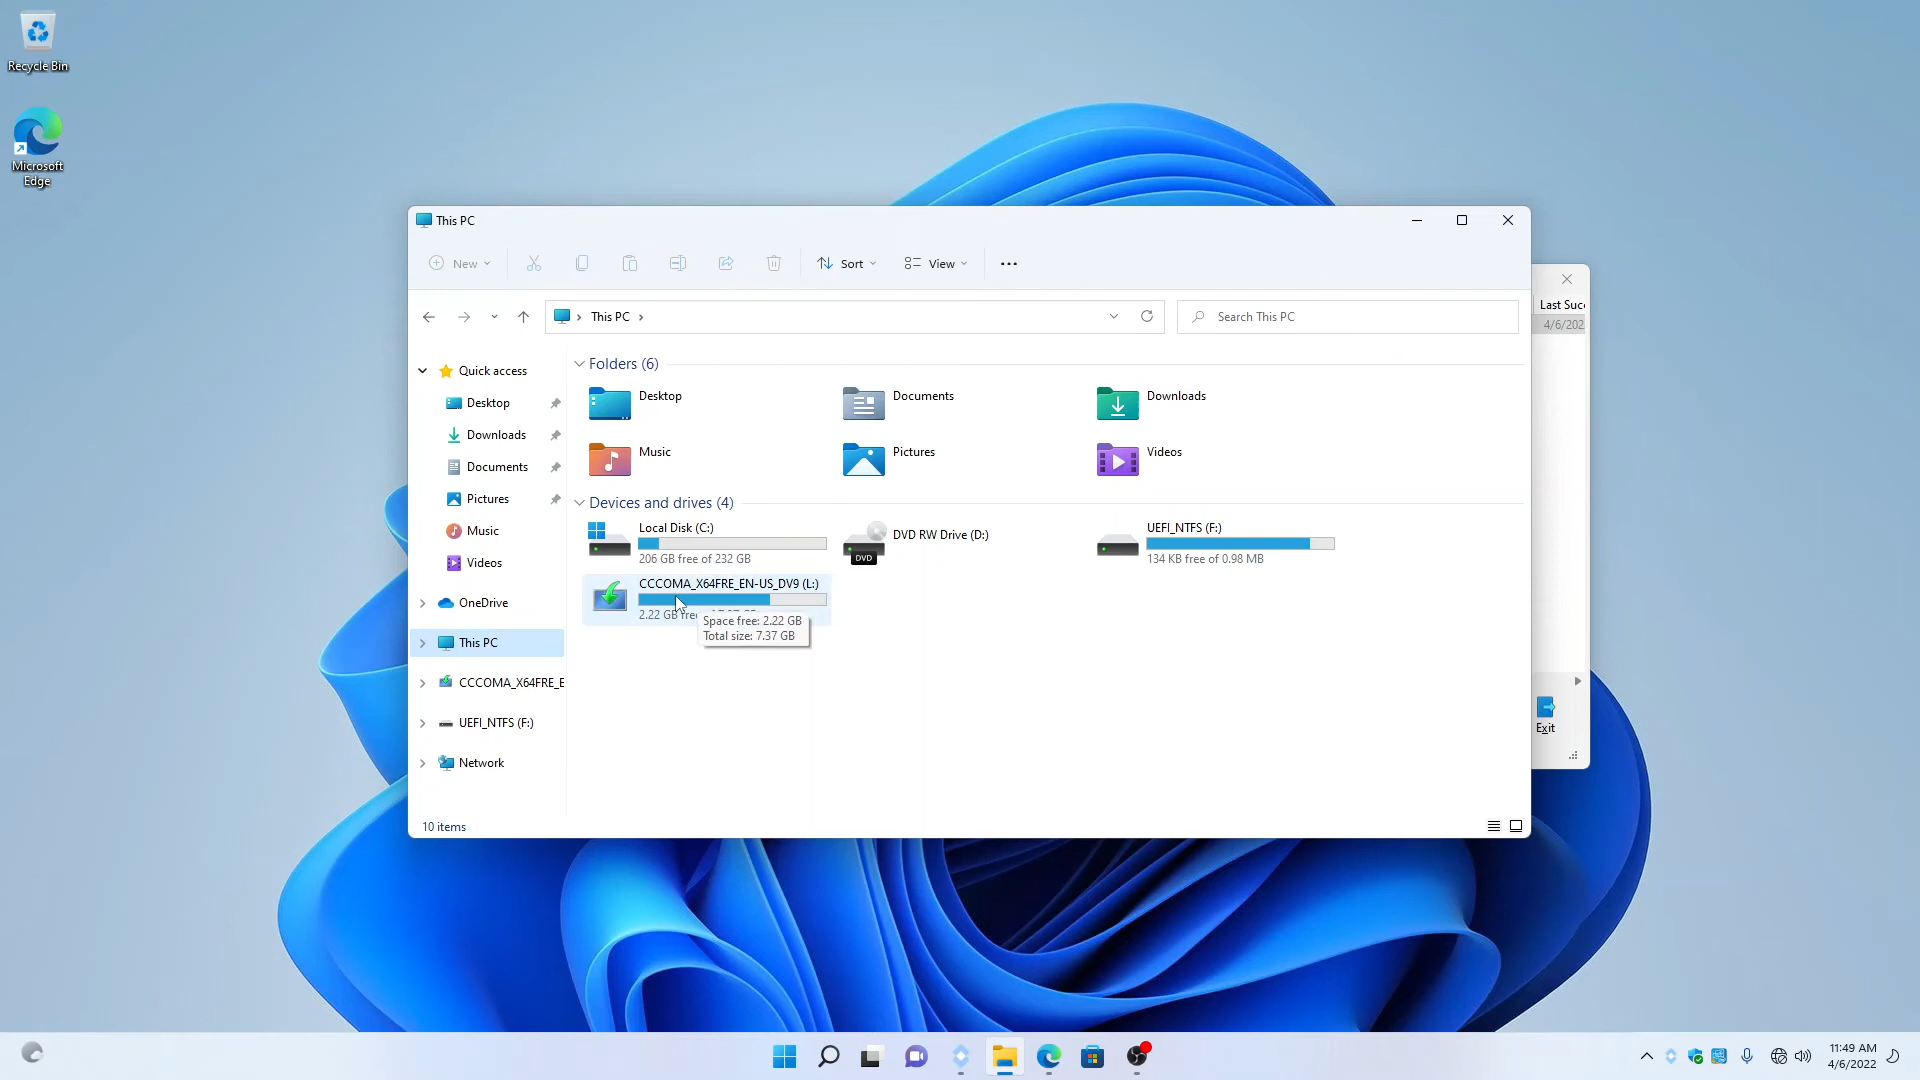 Recycle Bin
Microsoft
Edge
This PC
New
Sort
View
This PC
Search This PC
Last Suc
4/6/202
Quick access
Desktop
Downloads
Documents
Pictures
Music
Videos
OneDrive
This PC
CCCOMA_X64FRE_E
UEFI_NTFS (F:)
Network
Folders (6)
Desktop
Documents
Downloads
Music
Pictures
Videos
Devices and drives (4)
Local Disk (C:)
206 GB free of 232 GB
DVD RW Drive (D:)
DVD
UEFI_NTFS (F:)
134 KB free of 0.98 MB
CCCOMA_X64FRE_EN-US_DV9 (L:)
2.22 GB free
Space free: 2.22 GB
Total size: 7.37 GB
Exit
10 items
11:49 AM
4/6/2022